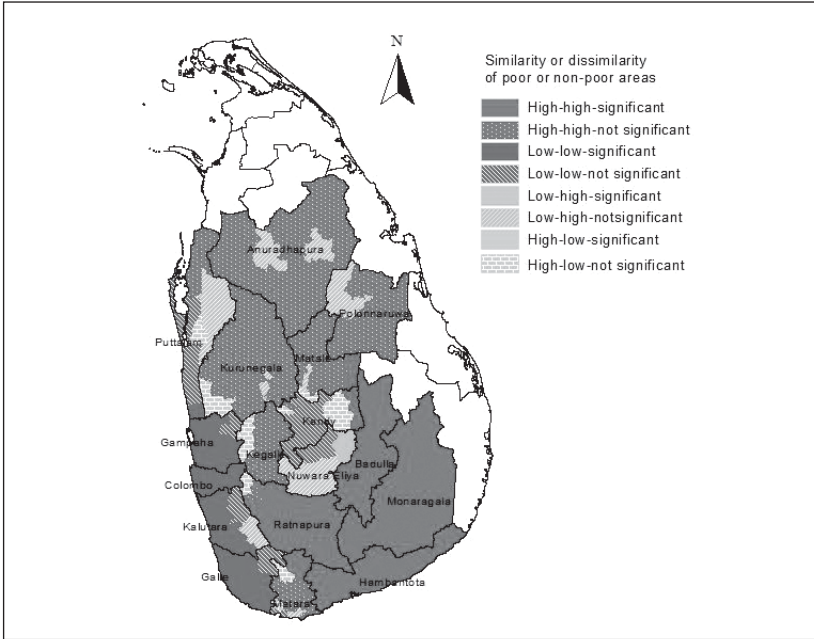 N
Similarity or dissimilarity
of poor or non-poor areas
High-high-significant
High-high-not significant
Low-low-significant
Low-low-not significant
Low-high-significant
Low-high-notsignificant
High-low-significant
High-low-not significant
Anuradhapura
Polonnaruwa
Puttalam
Kurunegala
Matale
Kandy
Gampaha
Kegalle
Badulla
Nuwara Eliya
Colombo
Monaragala
Kalutara
Ratnapura
Galle
Hambantota
Matara